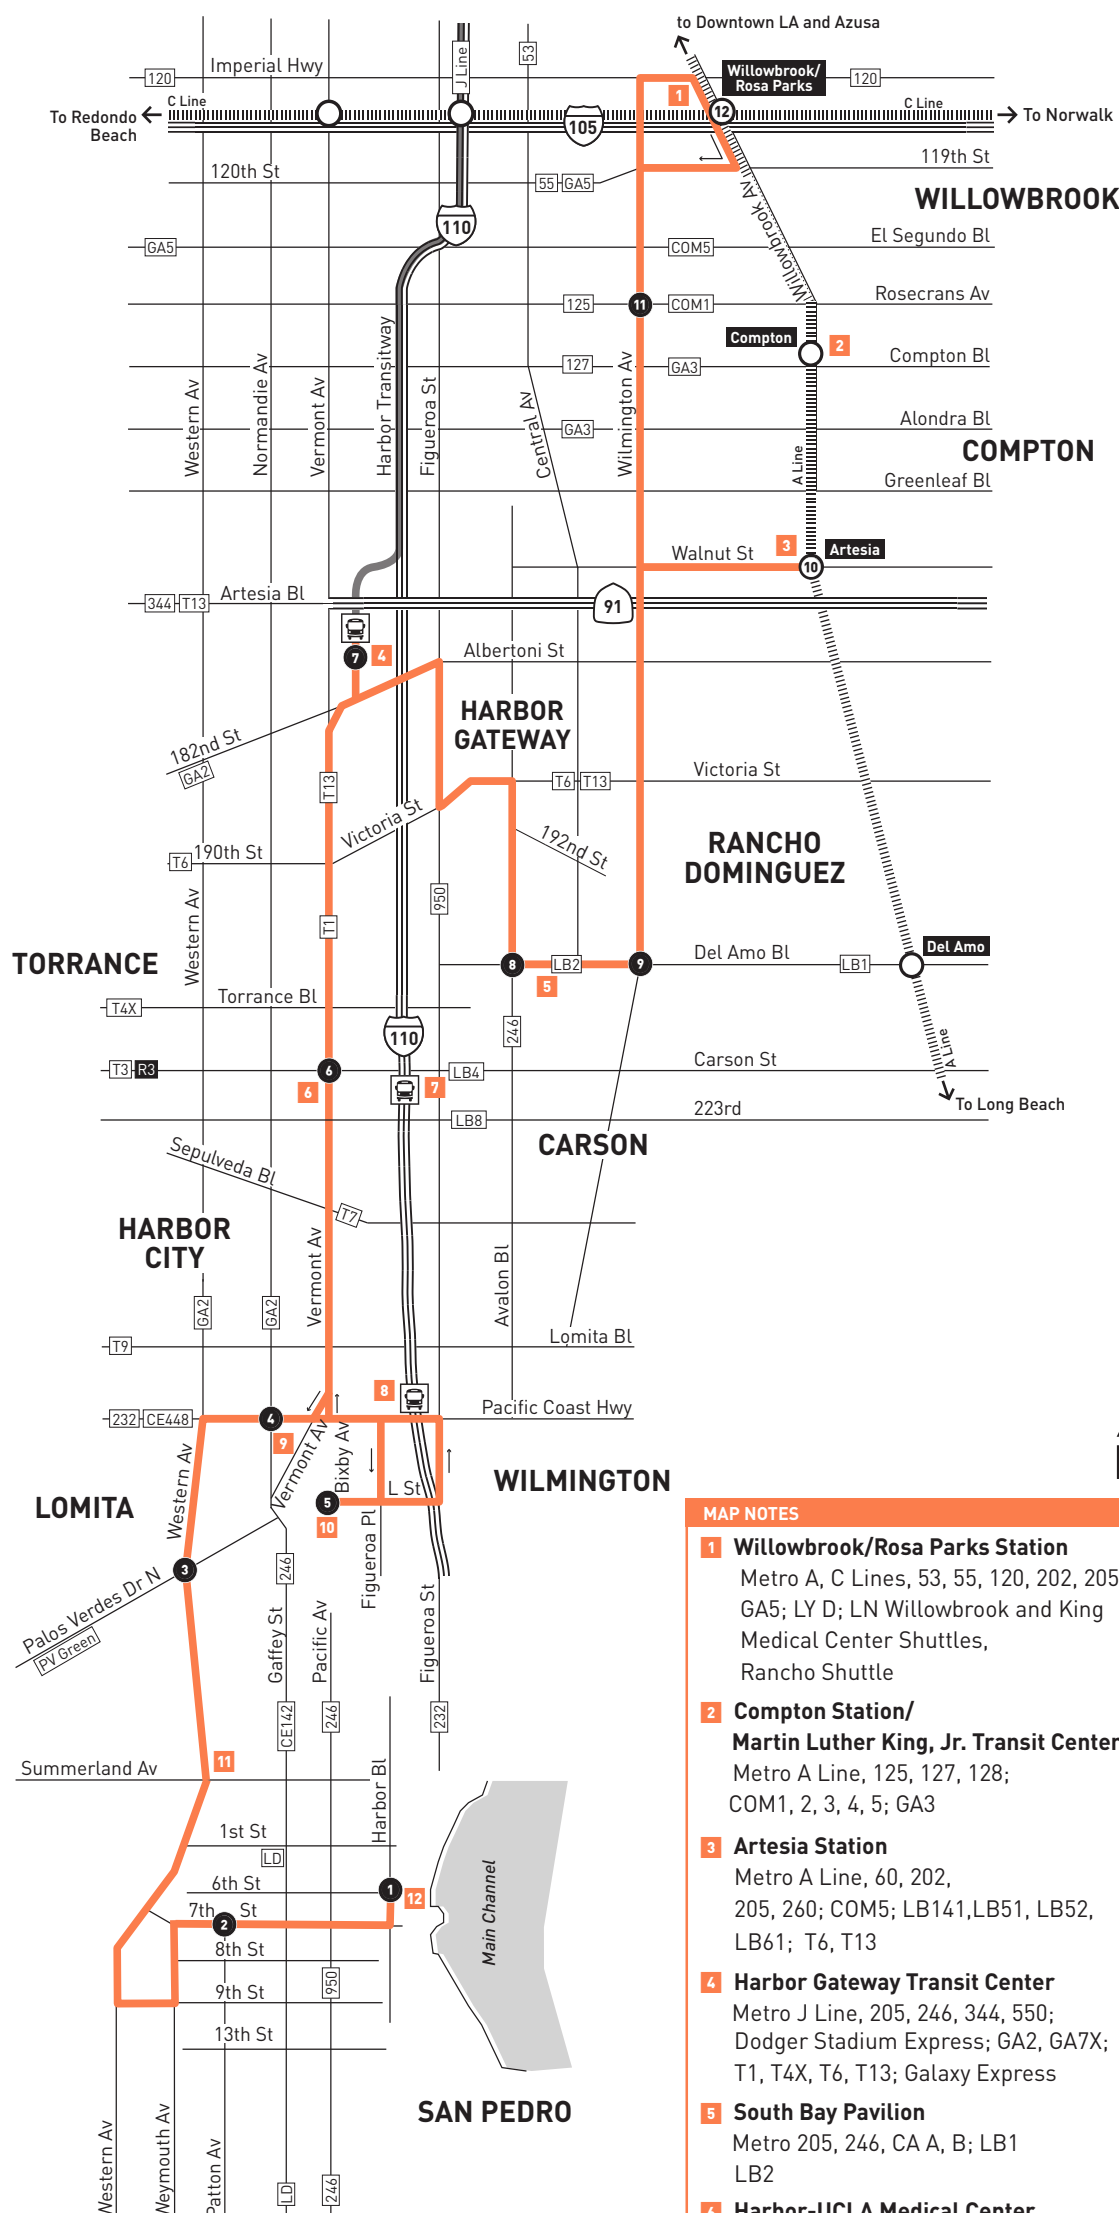 to Downtown LA and Azusa
J Line
53
Imperial Hwy
120
Willowbrook/
Rosa Parks
120
1
C Line
12
C Line
To Redondo
Beach
105
To Norwalk
119th St
120th St
55 GA5
WILLOWBROOK
Willowbrook Av
110
El Segundo Bl
GA5
COM5
Rosecrans Av
125
11
COM1
Compton
2
Compton Bl
127
GA3
Western Av
Normandie Av
Vermont Av
Harbor Transitway
Figueroa St
Central Av
Wilmington Av
Alondra Bl
GA3
COMPTON
A Line
Greenleaf Bl
Walnut St
3
Artesia
10
Artesia Bl
344 T13
91
7
4
Albertoni St
HARBOR
GATEWAY
182nd St
GA2
T13
Victoria St
T6 T13
Victoria St
192nd St
190th St
T6
RANCHO
DOMINGUEZ
Western Av
950
T1
TORRANCE
8
LB2
9
Del Amo Bl
LB1
Del Amo
5
Torrance Bl
T4X
246
110
A Line
Carson St
T3 R3
6
LB4
6
7
To Long Beach
223rd
LB8
CARSON
Sepulveda Bl
T7
HARBOR
CITY
Vermont Av
Avalon Bl
GA2
GA2
Lomita Bl
T9
8
Pacific Coast Hwy
232 CE448
4
9
Vermont Av
Bixby Av
Western Av
WILMINGTON
L St
LOMITA
5
10
Figueroa Pl
3
246
Palos Verdes Dr N
PV Green
Gaffey St
Pacific Av
Figueroa St
CE142
246
232
11
Summerland Av
Harbor Bl
1st St
LD
6th St
1
12
7th St
2
8th St
Main Channel
950
9th St
13th St
SAN PEDRO
Western Av
Weymouth Av
Patton Av
LD
246
MAP NOTES
1 Willowbrook/Rosa Parks Station
Metro A, C Lines, 53, 55, 120, 202, 205
GA5; LY D; LN Willowbrook and King
Medical Center Shuttles,
Rancho Shuttle
2 Compton Station/
Martin Luther King, Jr. Transit Center
Metro A Line, 125, 127, 128;
COM1, 2, 3, 4, 5; GA3
3 Artesia Station
Metro A Line, 60, 202,
205, 260; COM5; LB141,LB51, LB52,
LB61; T6, T13
4 Harbor Gateway Transit Center
Metro J Line, 205, 246, 344, 550;
Dodger Stadium Express; GA2, GA7X;
T1, T4X, T6, T13; Galaxy Express
5 South Bay Pavilion
Metro 205, 246, CA A, B; LB1
LB2
6 Harbor-UCLA Medical Center